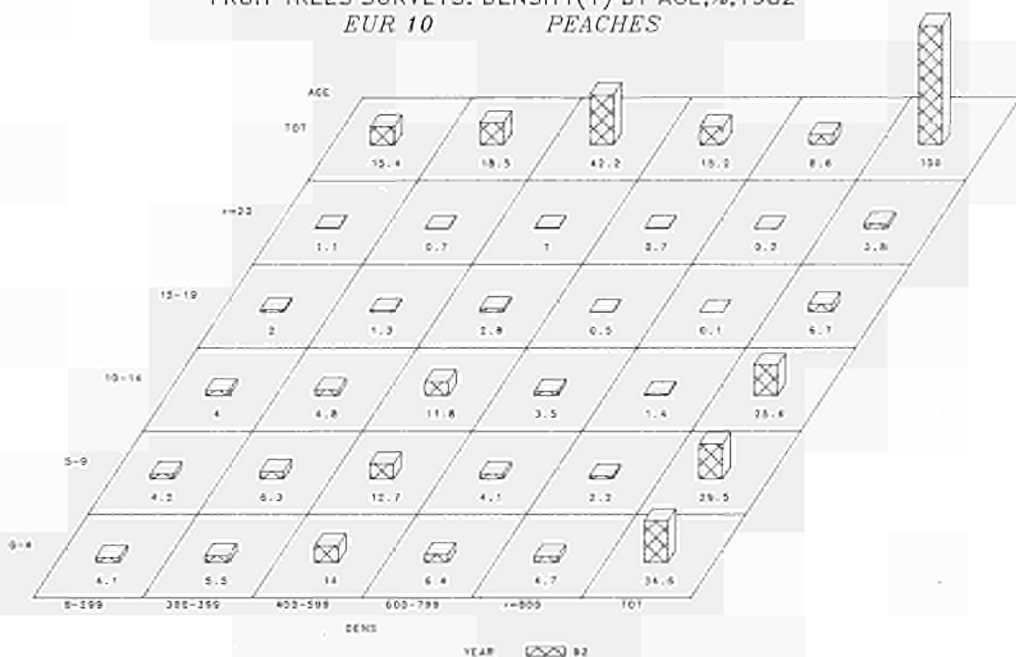 FRUIT TREES SURVEYS: DENSITY(T) BY AGE,%,1982
EUR 10 PEACHES
AGE
TOT
15.4 18.5 42.2 15.2 8.6 100
>=20
1.1 0.7 1 0.7 0.2 3.8
15-19
2 1.3 2.8 0.5 0.1 6.7
10-14
4 4.8 11.8 3.5 1.4 25.4
5-9
4.2 6.3 12.7 4.1 2.2 29.5
0-4
4.1 5.5 14 6.4 4.7 34.6
0-299 300-399 400-599 600-799 >=800 TOT
DENS
YEAR 82